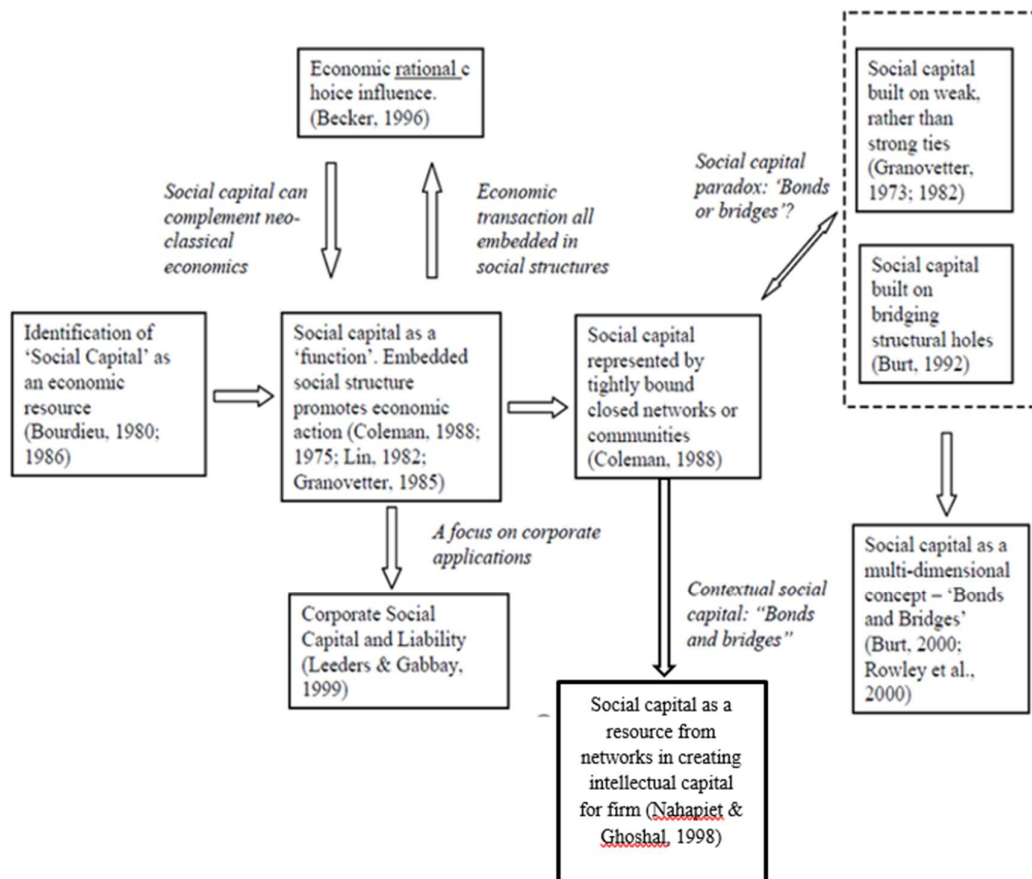 Economic rational c
hoice influence.
(Becker, 1996)
Social capital can
complement neo-
classical
economics
Economic
transaction all
embedded in
social structures
Social capital
paradox: ‘Bonds
or bridges’?
Social capital
built on weak,
rather than
strong ties
(Granovetter,
1973; 1982)
Social capital
built on
bridging
structural holes
(Burt, 1992)
Identification of
‘Social Capital’ as
an economic
resource
(Bourdieu, 1980;
1986)
Social capital as a
‘function’. Embedded
social structure
promotes economic
action (Coleman, 1988;
1975; Lin, 1982;
Granovetter, 1985)
Social capital
represented by
tightly bound
closed networks or
communities
(Coleman, 1988)
A focus on corporate
applications
Corporate Social
Capital and Liability
(Leeders & Gabbay,
1999)
Contextual social
capital: “Bonds
and bridges”
Social capital as a
multi-dimensional
concept – ‘Bonds
and Bridges’
(Burt, 2000;
Rowley et al.,
2000)
Social capital as a
resource from
networks in creating
intellectual capital
for firm (Nahapiet &
Ghoshal, 1998)